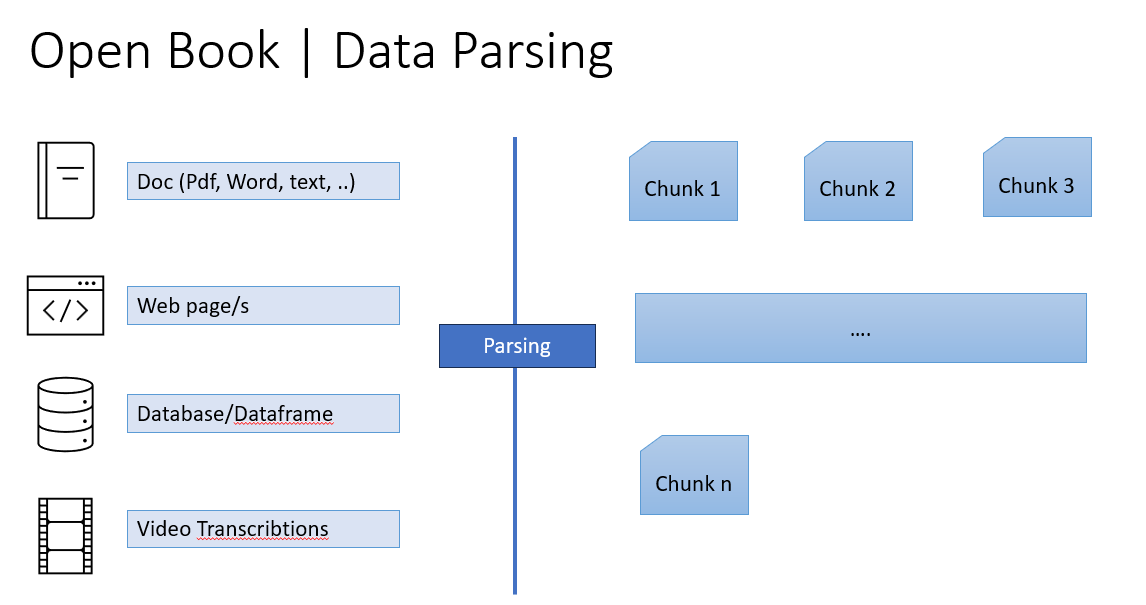 Open Book | Data Parsing
Doc (Pdf, Word, text, ..)
Web page/s
Database/Dataframe
Video Transcribtions
Parsing
Chunk 1
Chunk 2
Chunk 3
....
Chunk n